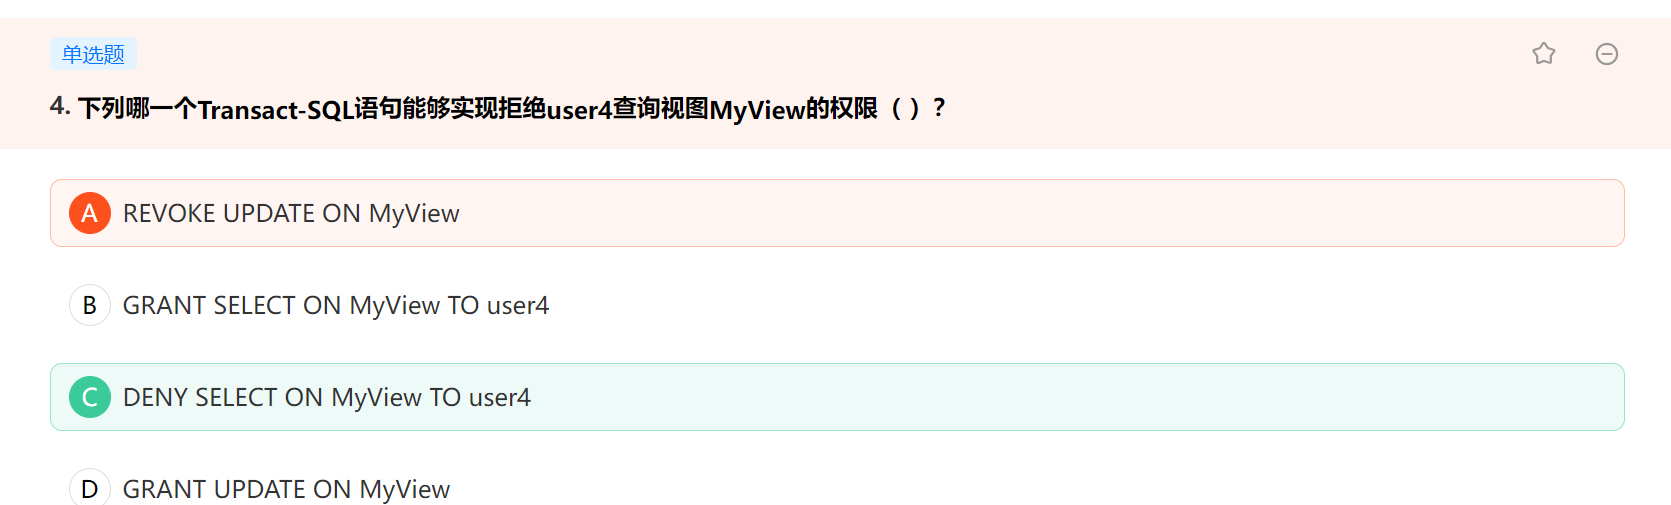 单选题
4. 下列哪一个Transact-SQL语句能够实现拒绝user4查询视图MyView的权限（ ）？
A REVOKE UPDATE ON MyView
B GRANT SELECT ON MyView TO user4
C DENY SELECT ON MyView TO user4
D GRANT UPDATE ON MyView